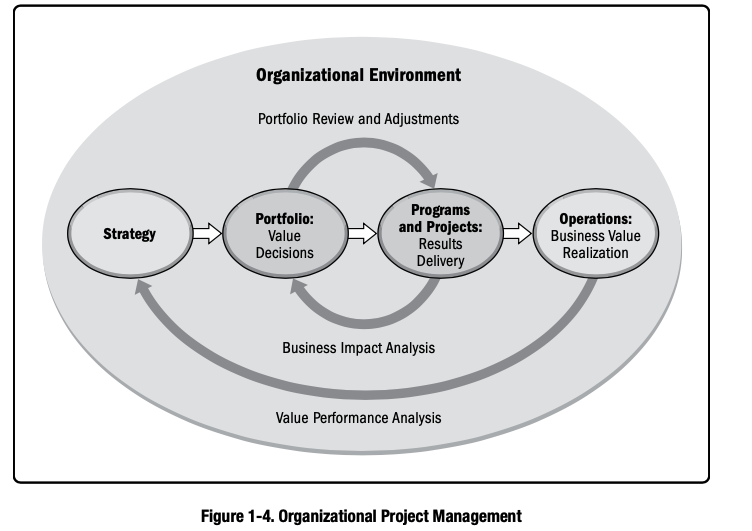 Organizational Environment
Portfolio Review and Adjustments
Strategy
Portfolio:
Value
Decisions
Programs
and Projects:
Results
Delivery
Operations:
Business Value
Realization
Business Impact Analysis
Value Performance Analysis
Figure 1-4. Organizational Project Management